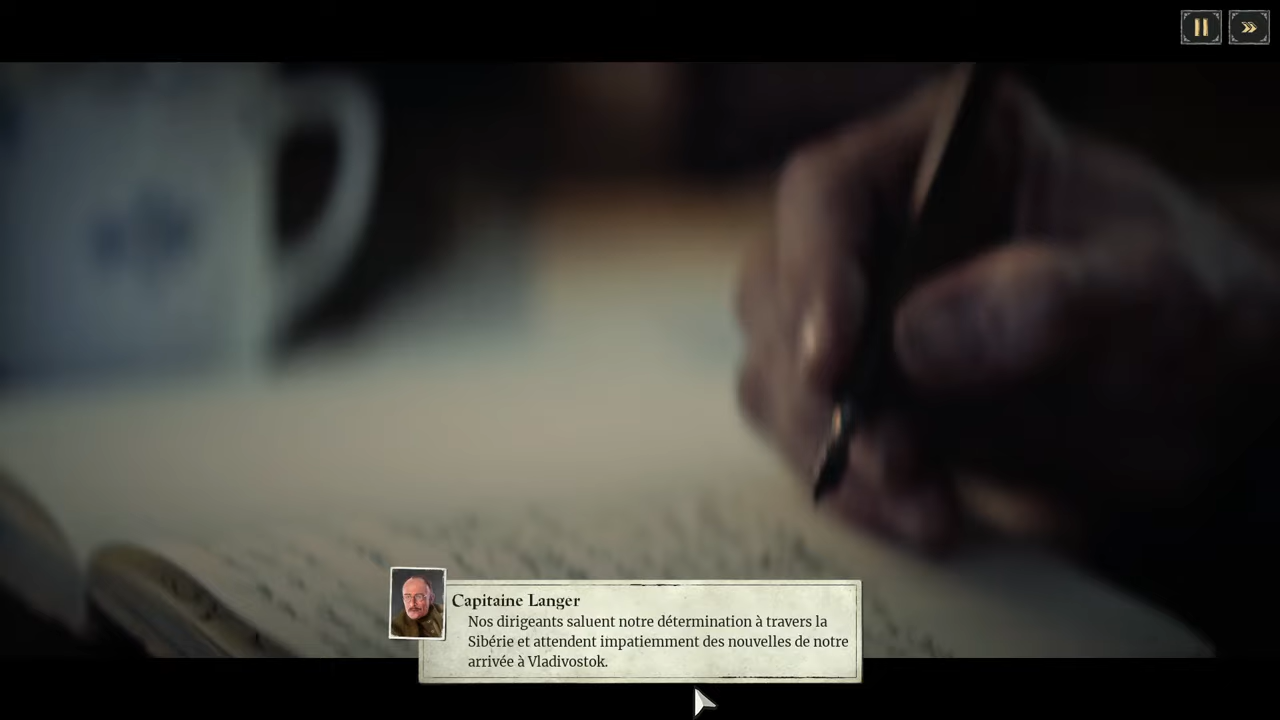 Capitaine Langer
Nos dirigeants saluent notre détermination à travers la
Sibérie et attendent impatiemment des nouvelles de notre
arrivée à Vladivostok.